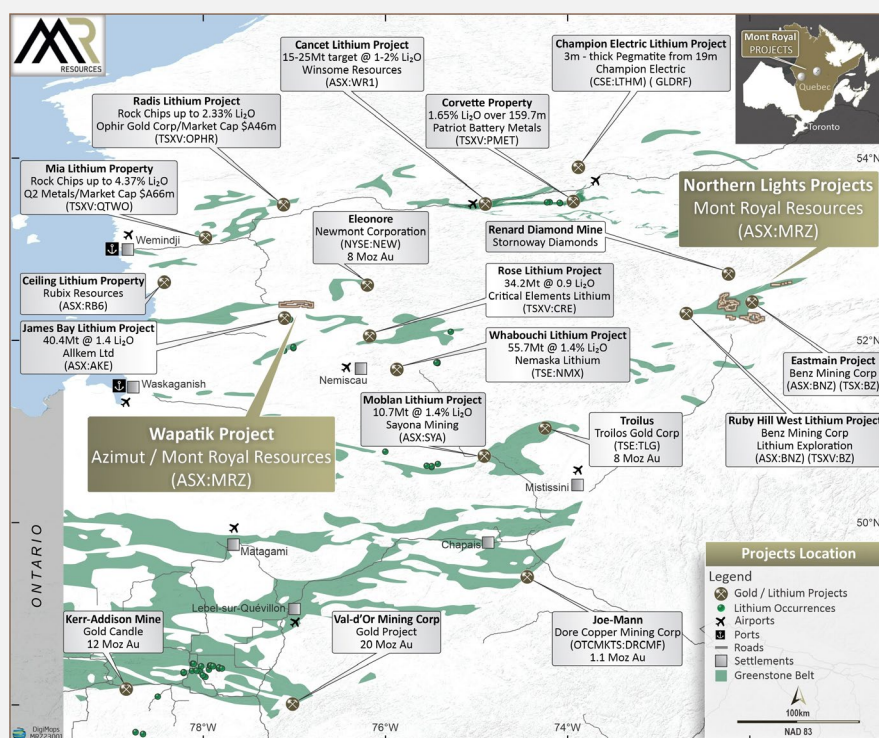 MR
RESOURCES
Cancet Lithium Project
15-25Mt target @ 1-2% Li₂O
Winsome Resources
(ASX:WR1)
Champion Electric Lithium Project
3m - thick Pegmatite from 19m
Champion Electric
(CSE:LTHM) ( GLDRF)
Mont Royal
PROJECTS
Quebec
Toronto
Radis Lithium Project
Rock Chips up to 2.33% Li₂O
Ophir Gold Corp/Market Cap $A46m
(TSXV:OPHR)
Corvette Property
1.65% Li₂O over 159.7m
Patriot Battery Metals
(TSXV:PMET)
54°N
Mia Lithium Property
Rock Chips up to 4.37% Li₂O
Q2 Metals/Market Cap $A66m
(TSXV:QTWO)
Northern Lights Projects
Mont Royal Resources
(ASX:MRZ)
Wemindji
Eleonore
Newmont Corporation
(NYSE:NEW)
8 Moz Au
Renard Diamond Mine
Stornoway Diamonds
Ceiling Lithium Property
Rubix Resources
(ASX:RB6)
Rose Lithium Project
34.2Mt @ 0.9 Li₂O
Critical Elements Lithium
(TSXV:CRE)
James Bay Lithium Project
40.4Mt @ 1.4 Li₂O
Allkem Ltd
(ASX:AKE)
Whabouchi Lithium Project
55.7Mt @ 1.4% Li₂O
Nemaska Lithium
(TSE:NMX)
52°N
Eastmain Project
Benz Mining Corp
(ASX:BNZ) (TSX:BZ)
Nemiscau
Waskaganish
Moblan Lithium Project
10.7Mt @ 1.4% Li₂O
Sayona Mining
(ASX:SYA)
Troilus
Troilos Gold Corp
(TSE:TLG)
8 Moz Au
Ruby Hill West Lithium Project
Benz Mining Corp
Lithium Exploration
(ASX:BNZ) (TSXV:BZ)
Wapatik Project
Azimut / Mont Royal Resources
(ASX:MRZ)
Mistissini
50°N
ONTARIO
Matagami
Chapais
Lebel-sur-Quévillon
Kerr-Addison Mine
Gold Candle
12 Moz Au
Val-d'Or Mining Corp
Gold Project
20 Moz Au
Joe-Mann
Dore Copper Mining Corp
(OTCMKTS:DRCMF)
1.1 Moz Au
Projects Location
Legend
Gold / Lithium Projects
Lithium Occurrences
Airports
Ports
Roads
Settlements
Greenstone Belt
100km
NAD 83
DigiMaps
MR223001
78°W
76°W
74°W